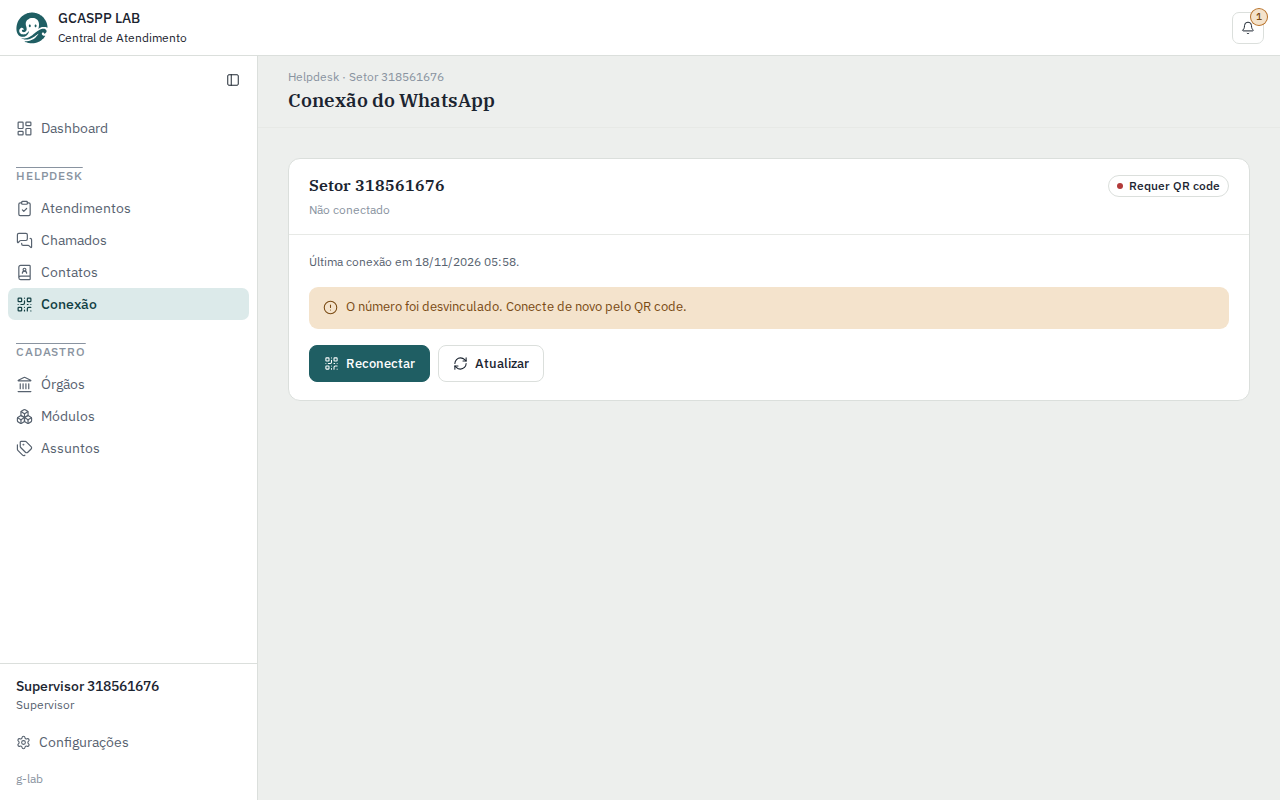 GCASPP LAB
Central de Atendimento
1
Dashboard
HELPDESK
Atendimentos
Chamados
Contatos
Conexão
CADASTRO
Órgãos
Módulos
Assuntos
Supervisor 318561676
Supervisor
Configurações
g-lab
Helpdesk · Setor 318561676
Conexão do WhatsApp
Setor 318561676
Requer QR code
Não conectado
Última conexão em 18/11/2026 05:58.
O número foi desvinculado. Conecte de novo pelo QR code.
Reconectar
Atualizar